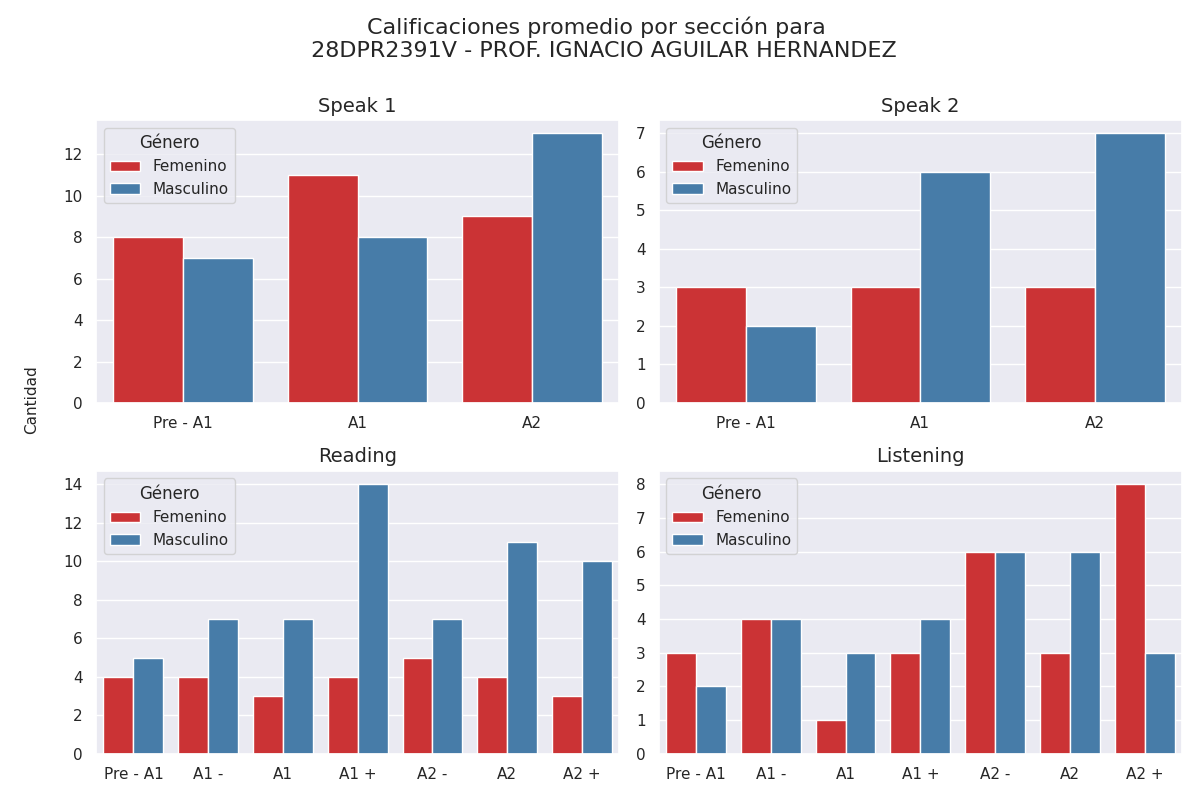 Calificaciones promedio por sección para
28DPR2391V - PROF. IGNACIO AGUILAR HERNANDEZ
Cantidad
Speak 1
Género
Femenino
Masculino
12
10
8
6
4
2
0
Pre - A1 A1 A2
Speak 2
Género
Femenino
Masculino
7
6
5
4
3
2
1
0
Pre - A1 A1 A2
Reading
Género
Femenino
Masculino
14
12
10
8
6
4
2
0
Pre - A1 A1 - A1 A1 + A2 - A2 A2 +
Listening
Género
Femenino
Masculino
8
7
6
5
4
3
2
1
0
Pre - A1 A1 - A1 A1 + A2 - A2 A2 +